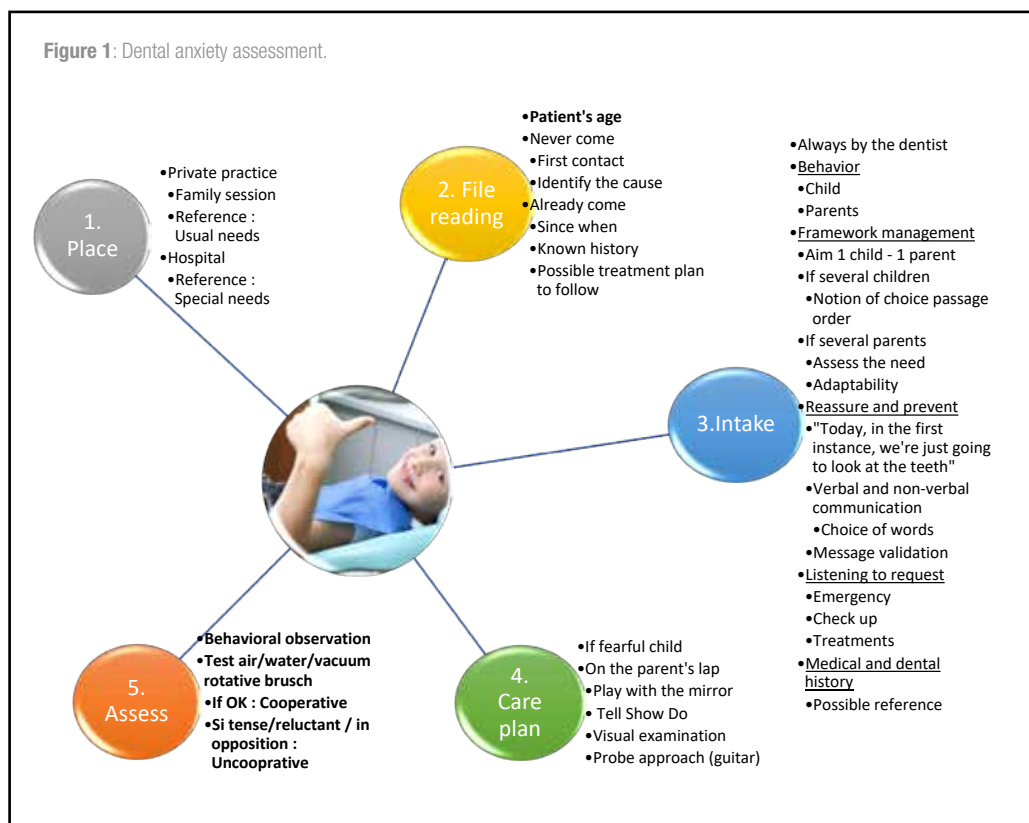 Figure 1: Dental anxiety assessment.
1.
Place
•Private practice
•Family session
•Reference :
Usual needs
•Hospital
•Reference :
Special needs
2. File
reading
•Patient's age
•Never come
•First contact
•Identify the cause
•Already come
•Since when
•Known history
•Possible treatment plan
to follow
3.Intake
•Always by the dentist
•Behavior
•Child
•Parents
•Framework management
•Aim 1 child - 1 parent
•If several children
•Notion of choice passage
order
•If several parents
•Assess the need
•Adaptability
•Reassure and prevent
•"Today, in the first
instance, we're just going
to look at the teeth"
•Verbal and non-verbal
communication
•Choice of words
•Message validation
•Listening to request
•Emergency
•Check up
•Treatments
•Medical and dental
history
•Possible reference
4.
Care
plan
•If fearful child
•On the parent's lap
•Play with the mirror
• Tell Show Do
•Visual examination
•Probe approach (guitar)
5.
Assess
•Behavioral observation
•Test air/water/vacuum
rotative brusch
•If OK : Cooperative
•Si tense/reluctant / in
opposition :
Uncooprative